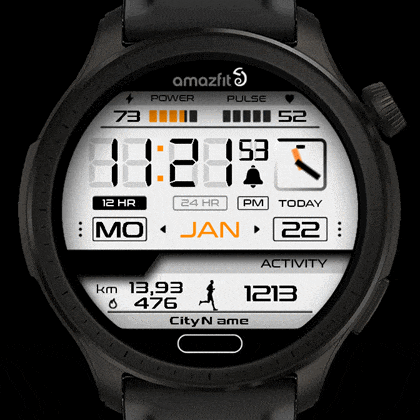 amazfit
POWER PULSE
73 52
11:21 53
12 HR 24 HR PM TODAY
MO JAN 22
ACTIVITY
km 13,93
476 1213
CityN ame